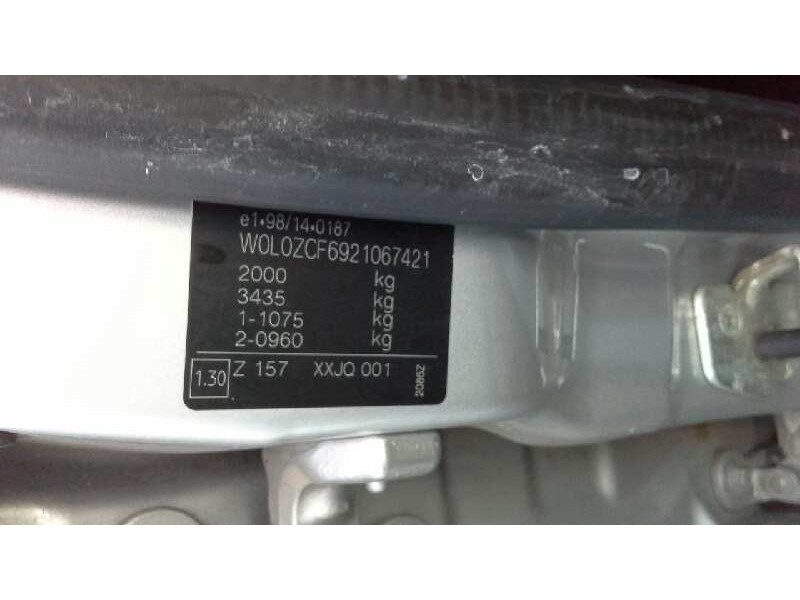 e1•98/14•0187
W0L0ZCF6921067421
2000 kg
3435 kg
1-1075 kg
2-0960 kg
1.30 Z 157 XXJQ 001
2086Z